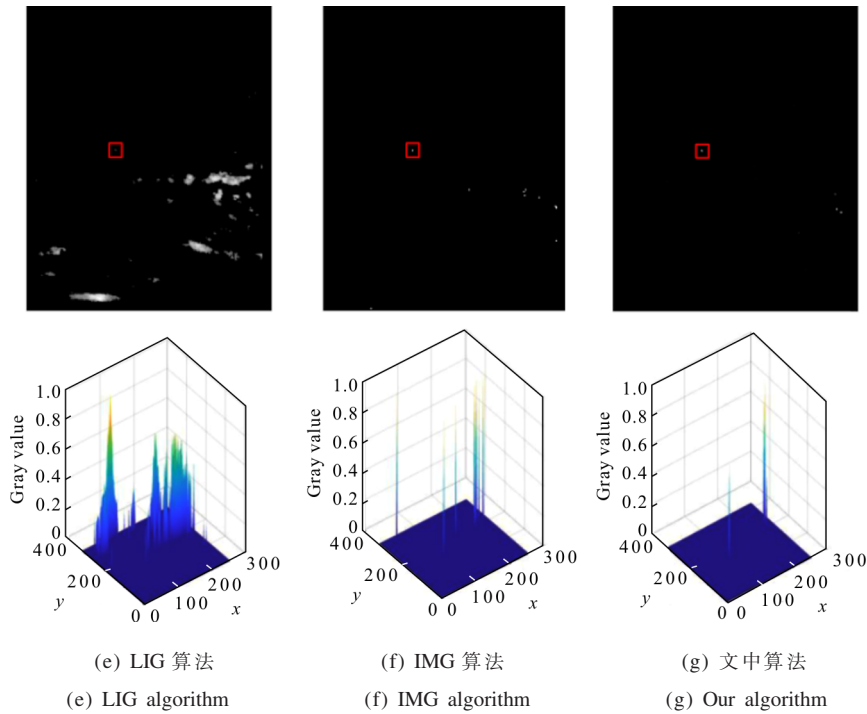 1.0
0.8
0.6
0.4
0.2
0
Gray value
400
200
0
y
0
100
200
300
x
1.0
0.8
0.6
0.4
0.2
0
Gray value
400
200
0
y
0
100
200
300
x
1.0
0.8
0.6
0.4
0.2
0
Gray value
400
200
0
y
0
100
200
300
x
(e) LIG 算法
(f) IMG 算法
(g) 文中算法
(e) LIG algorithm
(f) IMG algorithm
(g) Our algorithm